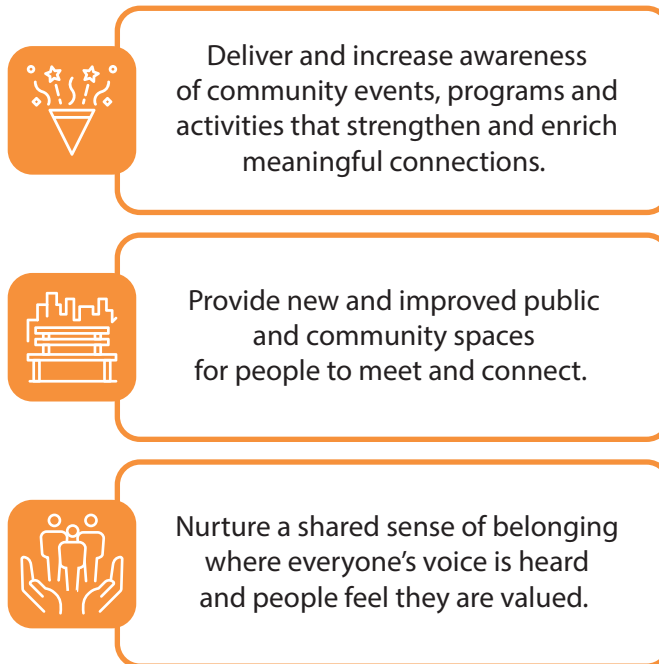 Deliver and increase awareness
of community events, programs and
activities that strengthen and enrich
meaningful connections.
Provide new and improved public
and community spaces
for people to meet and connect.
Nurture a shared sense of belonging
where everyone’s voice is heard
and people feel they are valued.